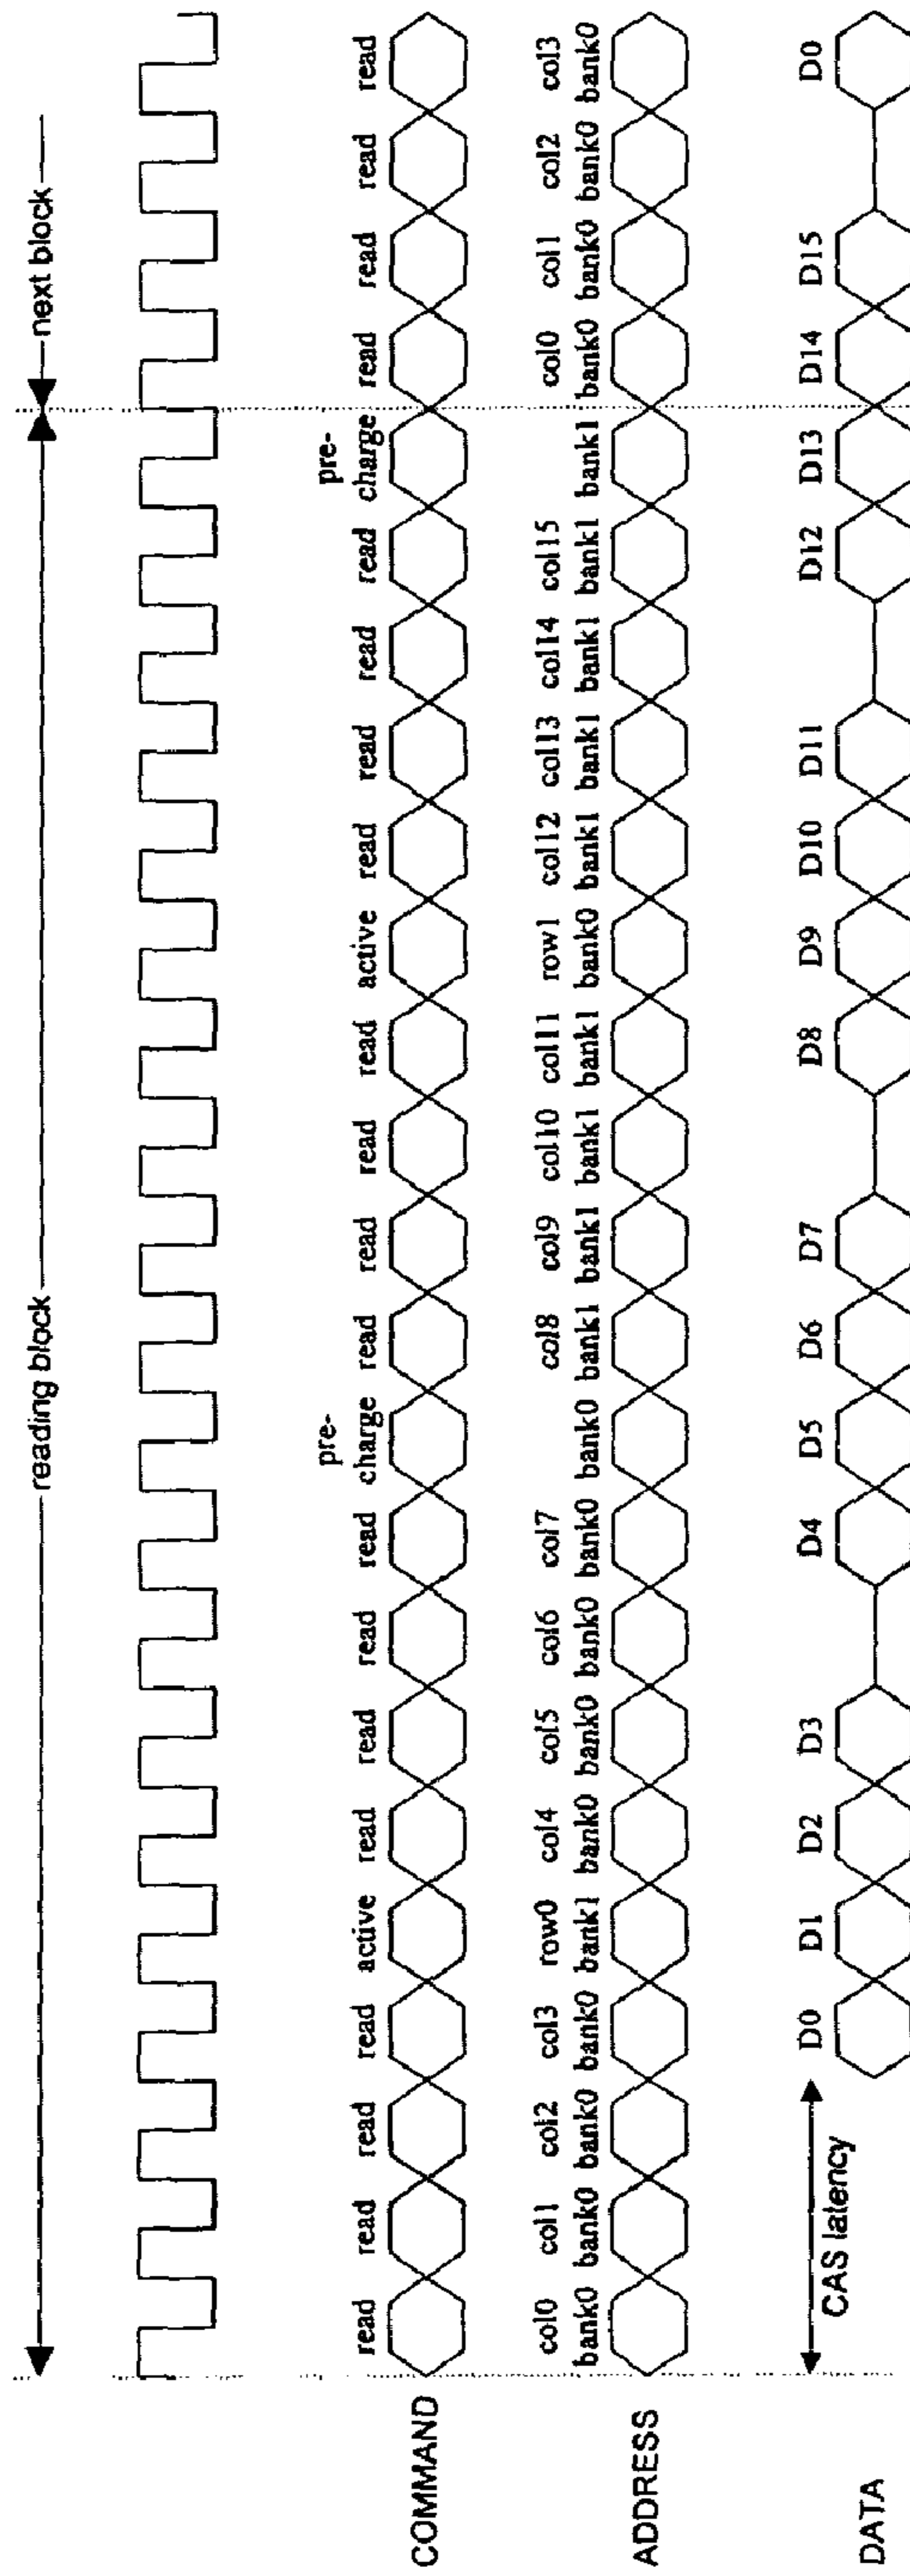 reading block next block
pre- pre-
read read read read active read read read read charge read read read read active read read read read charge read read read read
COMMAND
col0 col1 col2 col3 row0 col4 col5 col6 col7 col8 col9 col10 col11 row1 col12 col13 col14 col15 col0 col1 col2 col3
bank0 bank0 bank0 bank0 bank1 bank0 bank0 bank0 bank0 bank0 bank1 bank1 bank1 bank1 bank0 bank1 bank1 bank1 bank1 bank1 bank0 bank0 bank0 bank0
ADDRESS
D0 D1 D2 D3 D4 D5 D6 D7 D8 D9 D10 D11 D12 D13 D14 D15 D0
CAS latency
DATA